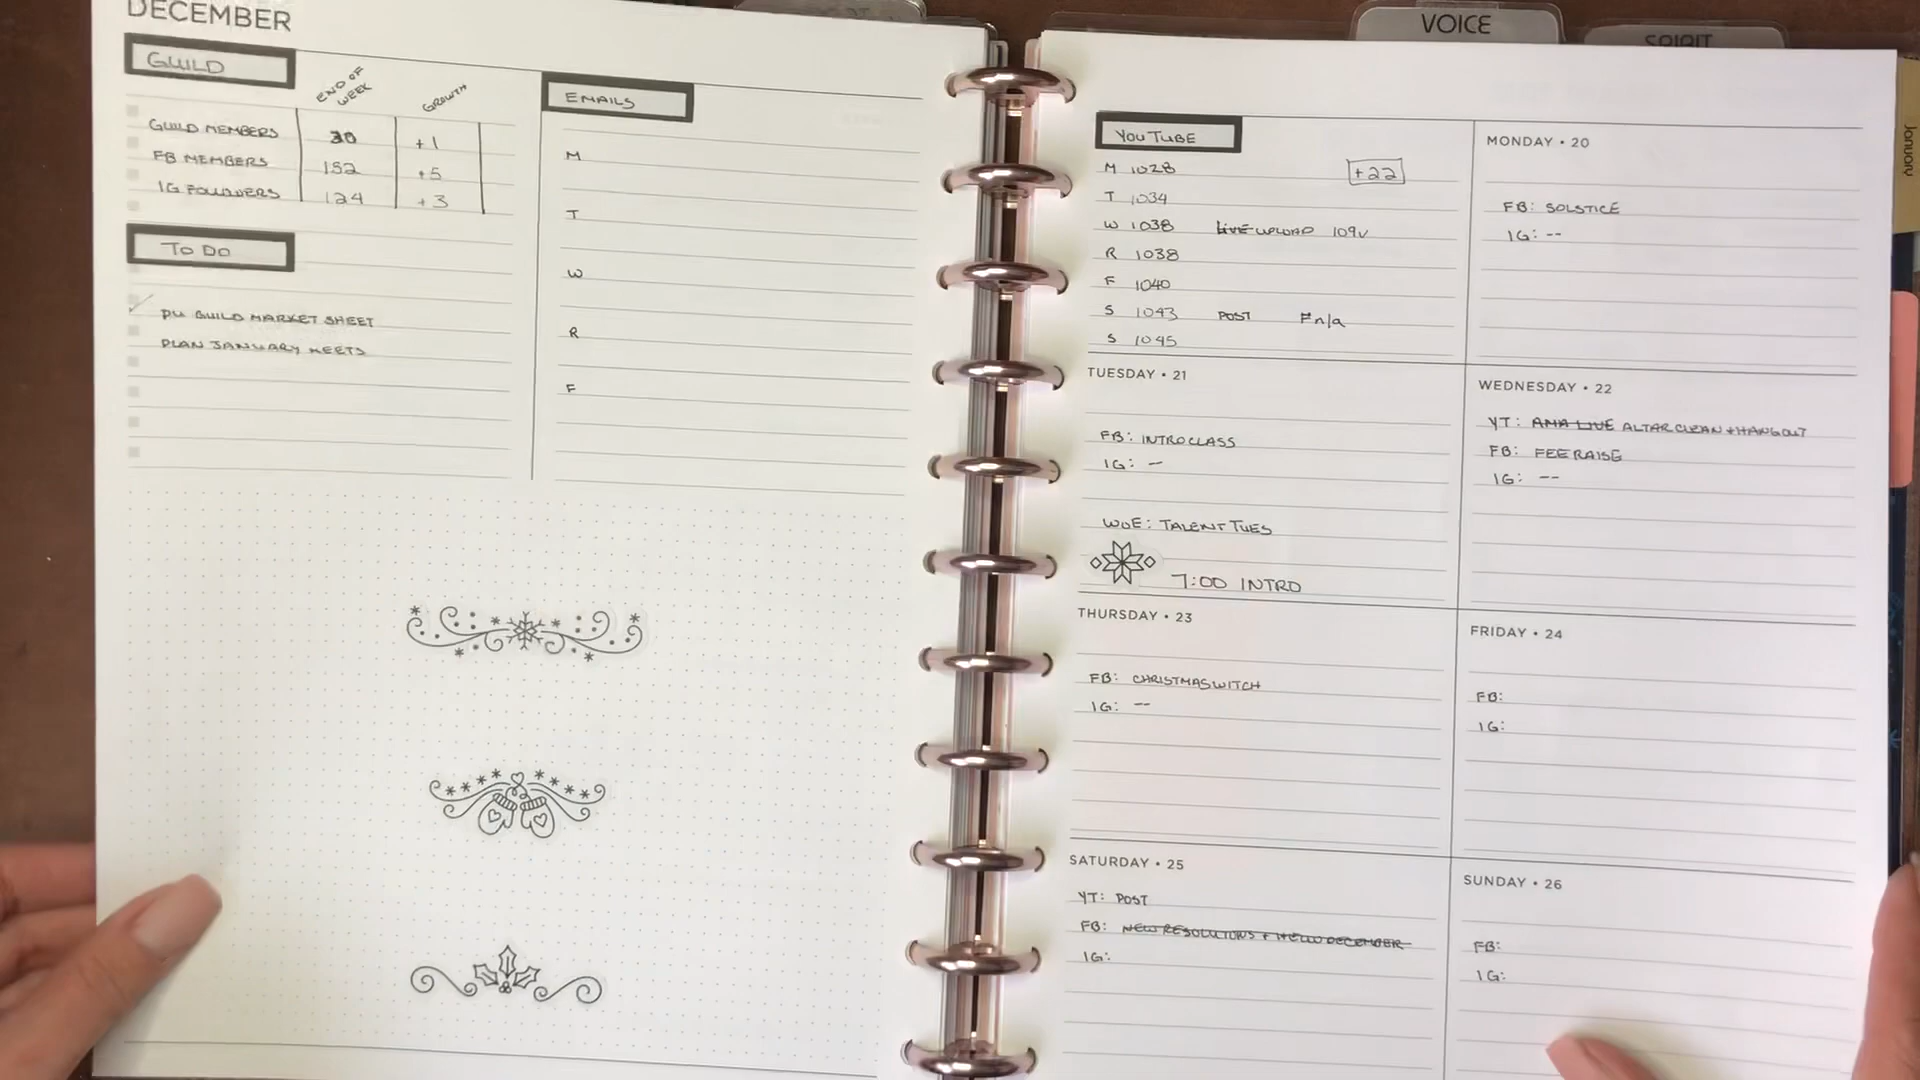 DECEMBER
GUILD
END OF WEEK
GROWTH
GUILD MEMBERS 30 +1
FB MEMBERS 152 +5
IG FOLLOWERS 124 +3
TO DO
PU GUILD MARKET SHEET
PLAN JANUARY MEETS
EMAILS
M
T
W
R
F
VOICE
SPIRIT
January
YOUTUBE
M 1028 +22
T 1034
W 1038 LIVE UPLOAD 109V
R 1038
F 1040
S 1043 POST n/a
S 1045
MONDAY • 20
FB: SOLSTICE
IG: --
TUESDAY • 21
FB: INTRO CLASS
IG: -
WOE: TALENT TUES
7:00 INTRO
WEDNESDAY • 22
YT: AMA LIVE ALTAR CLEAN + HANGOUT
FB: FEE RAISE
IG: --
THURSDAY • 23
FB: CHRISTMAS WITCH
IG: --
FRIDAY • 24
FB:
IG:
SATURDAY • 25
YT: POST
FB: NEW RESOLUTIONS + HELLO DECEMBER
IG:
SUNDAY • 26
FB:
IG: